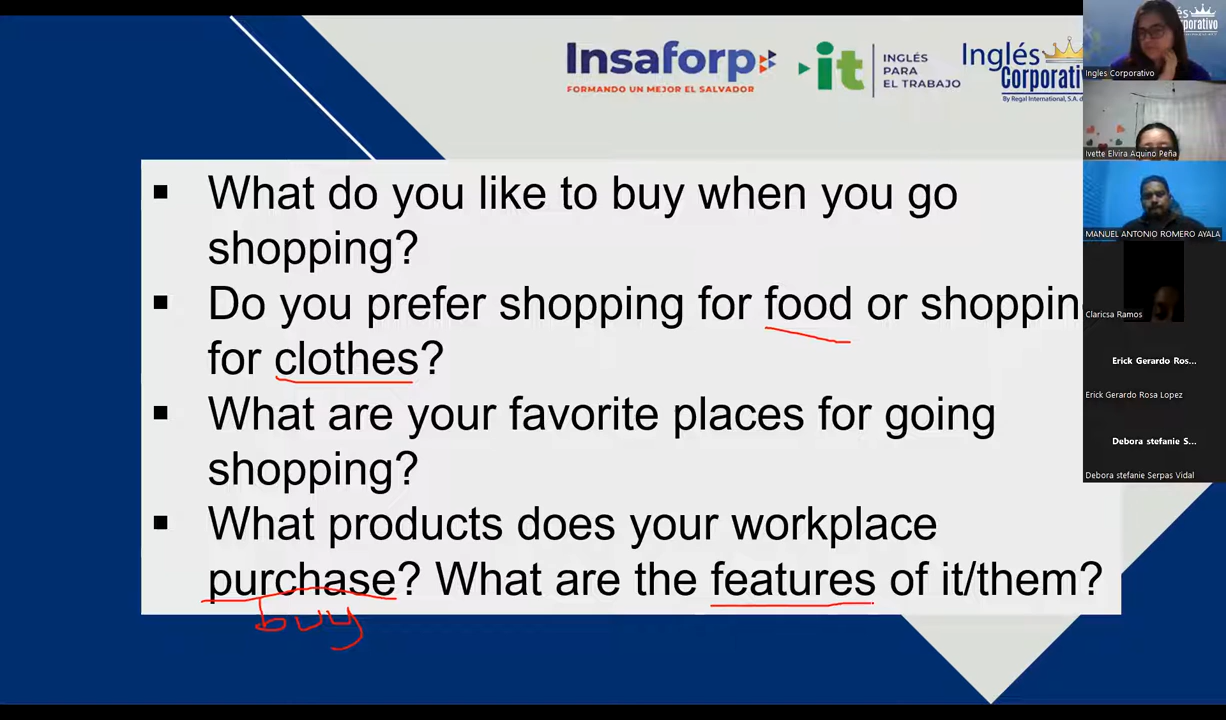 Insaforp
FORMANDO UN MEJOR EL SALVADOR
it
INGLÉS
PARA
EL TRABAJO
Inglés
Corporati
By Regal International, S.A. d
▪ What do you like to buy when you go
shopping?
▪ Do you prefer shopping for food or shoppin
for clothes?
▪ What are your favorite places for going
shopping?
▪ What products does your workplace
purchase? What are the features of it/them?
buy
lés
rporativo
Ingles Corporativo
Ivette Elvira Aquino Peña
MANUEL ANTONIO ROMERO AYALA
Claricsa Ramos
Erick Gerardo Ros...
Erick Gerardo Rosa Lopez
Debora stefanie S...
Debora stefanie Serpas Vidal